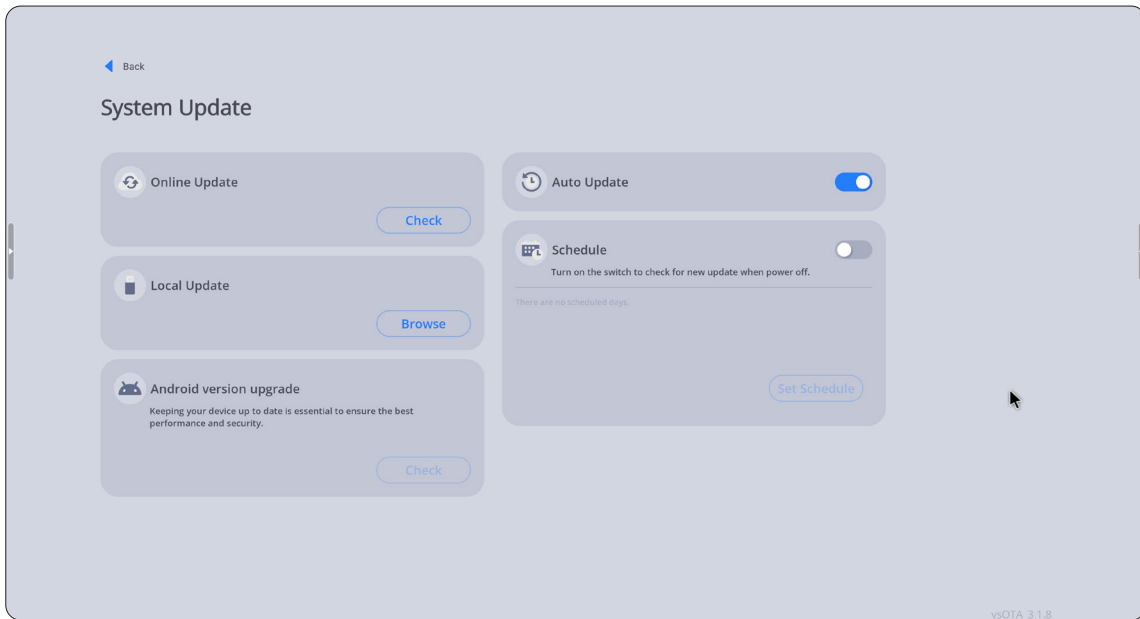 Back
System Update
Online Update
Check
Local Update
Browse
Android version upgrade
Keeping your device up to date is essential to ensure the best
performance and security.
Check
Auto Update
Schedule
Turn on the switch to check for new update when power off.
There are no scheduled days.
Set Schedule
vsOTA 3.1.8